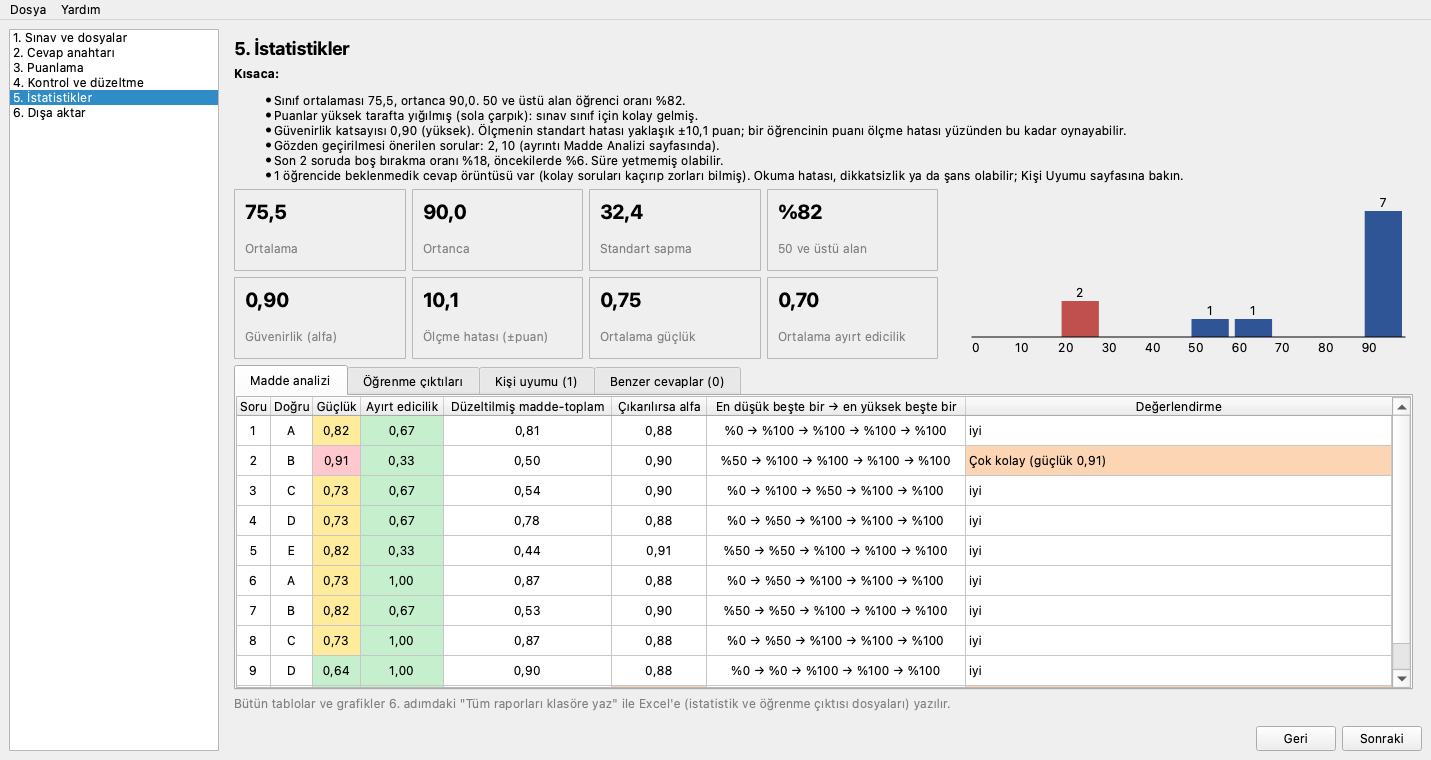 Dosya Yardım
1. Sınav ve dosyalar
2. Cevap anahtarı
3. Puanlama
4. Kontrol ve düzeltme
5. İstatistikler
6. Dışa aktar
5. İstatistikler
Kısaca:
• Sınıf ortalaması 75,5, ortanca 90,0. 50 ve üstü alan öğrenci oranı %82.
• Puanlar yüksek tarafta yığılmış (sola çarpık): sınav sınıf için kolay gelmiş.
• Güvenirlik katsayısı 0,90 (yüksek). Ölçmenin standart hatası yaklaşık ±10,1 puan; bir öğrencinin puanı ölçme hatası yüzünden bu kadar oynayabilir.
• Gözden geçirilmesi önerilen sorular: 2, 10 (ayrıntı Madde Analizi sayfasında).
• Son 2 soruda boş bırakma oranı %18, öncekilerde %6. Süre yetmemiş olabilir.
• 1 öğrencide beklenmedik cevap örüntüsü var (kolay soruları kaçırıp zorları bilmiş). Okuma hatası, dikkatsizlik ya da şans olabilir; Kişi Uyumu sayfasına bakın.
75,5 90,0 32,4 %82
Ortalama Ortanca Standart sapma 50 ve üstü alan
0,90 10,1 0,75 0,70
Güvenirlik (alfa) Ölçme hatası (±puan) Ortalama güçlük Ortalama ayırt edicilik
7
2
1 1
0 10 20 30 40 50 60 70 80 90
Madde analizi Öğrenme çıktıları Kişi uyumu (1) Benzer cevaplar (0)
Soru Doğru Güçlük Ayırt edicilik Düzeltilmiş madde-toplam Çıkarılırsa alfa En düşük beşte bir → en yüksek beşte bir Değerlendirme
1 A 0,82 0,67 0,81 0,88 %0 → %100 → %100 → %100 → %100 iyi
2 B 0,91 0,33 0,50 0,90 %50 → %100 → %100 → %100 → %100 Çok kolay (güçlük 0,91)
3 C 0,73 0,67 0,54 0,90 %0 → %100 → %50 → %100 → %100 iyi
4 D 0,73 0,67 0,78 0,88 %0 → %50 → %100 → %100 → %100 iyi
5 E 0,82 0,33 0,44 0,91 %50 → %50 → %100 → %100 → %100 iyi
6 A 0,73 1,00 0,87 0,88 %0 → %50 → %100 → %100 → %100 iyi
7 B 0,82 0,67 0,53 0,90 %50 → %50 → %100 → %100 → %100 iyi
8 C 0,73 1,00 0,87 0,88 %0 → %50 → %100 → %100 → %100 iyi
9 D 0,64 1,00 0,90 0,88 %0 → %0 → %100 → %100 → %100 iyi
Bütün tablolar ve grafikler 6. adımdaki "Tüm raporları klasöre yaz" ile Excel'e (istatistik ve öğrenme çıktısı dosyaları) yazılır.
Geri Sonraki